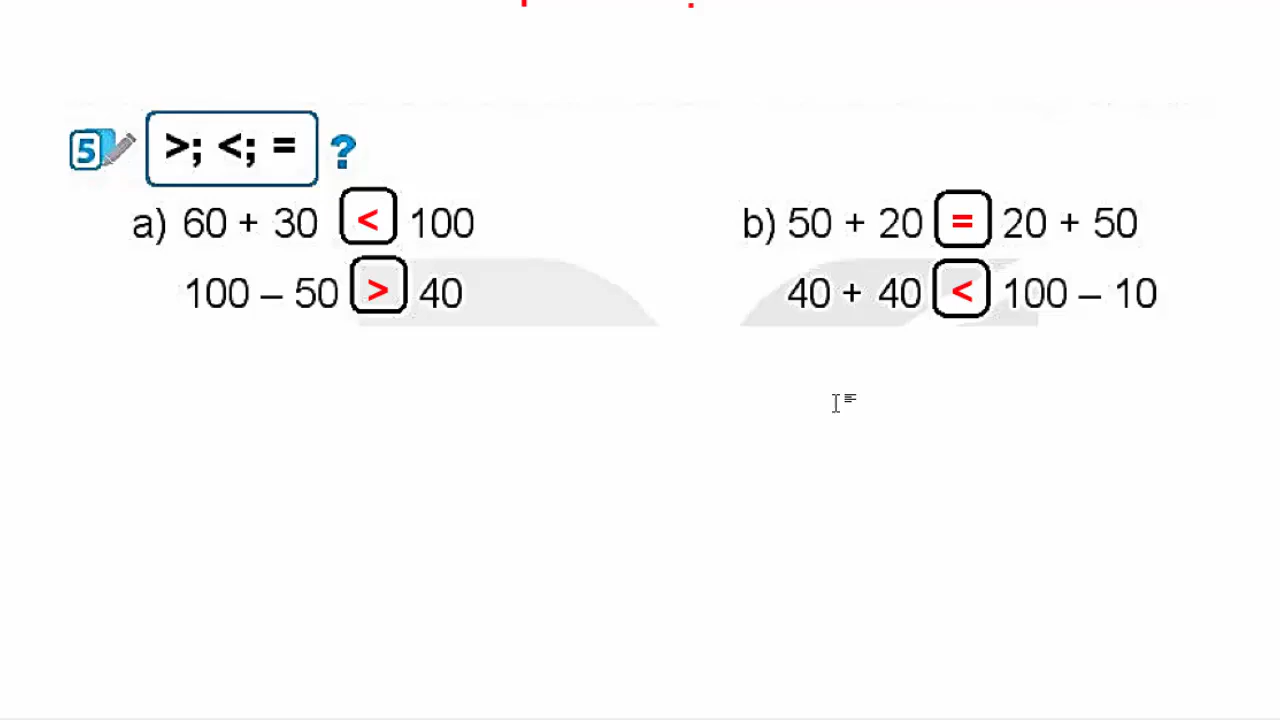 5 >; <; = ?
a) 60 + 30 < 100
100 – 50 > 40
b) 50 + 20 = 20 + 50
40 + 40 < 100 – 10